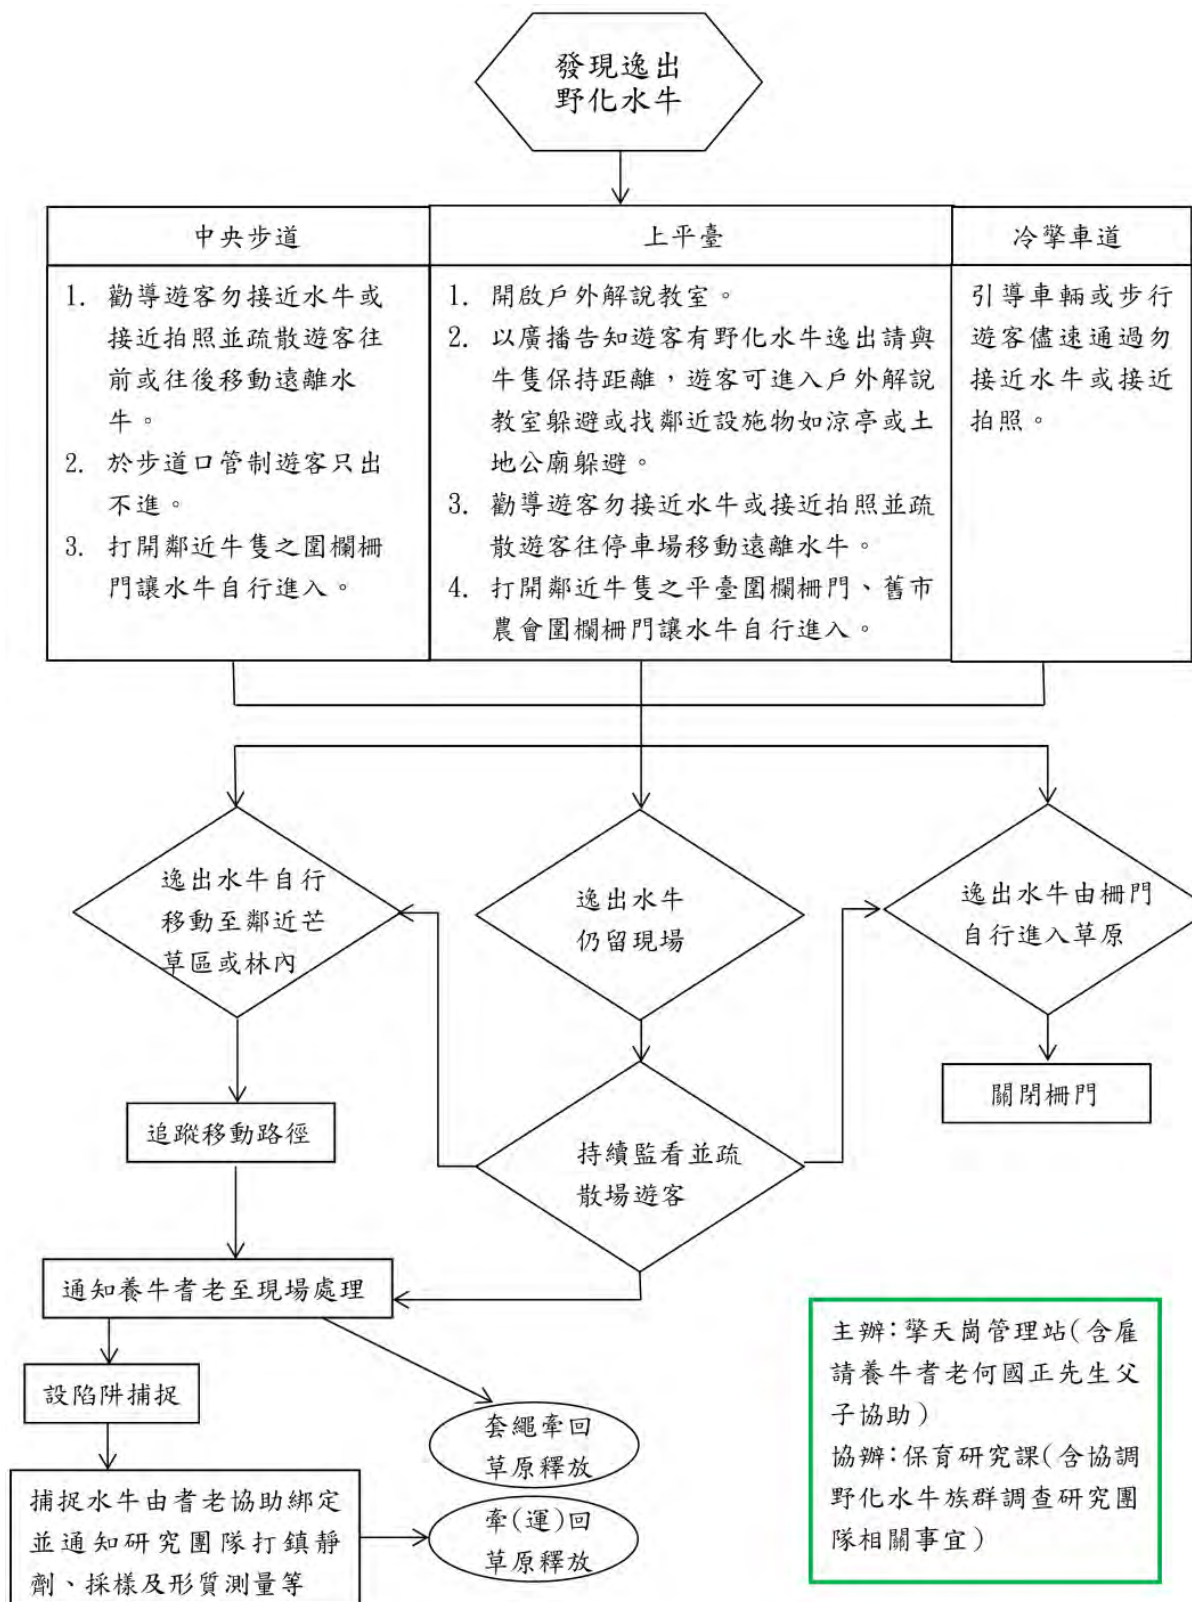 發現逸出
野化水牛
中央步道
1. 勸導遊客勿接近水牛或
接近拍照並疏散遊客往
前或往後移動遠離水
牛。
2. 於步道口管制遊客只出
不進。
3. 打開鄰近牛隻之圍欄柵
門讓水牛自行進入。
上平臺
1. 開啟戶外解說教室。
2. 以廣播告知遊客有野化水牛逸出請與
牛隻保持距離，遊客可進入戶外解說
教室躲避或找鄰近設施物如涼亭或土
地公廟躲避。
3. 勸導遊客勿接近水牛或接近拍照並疏
散遊客往停車場移動遠離水牛。
4. 打開鄰近牛隻之平臺圍欄柵門、舊市
農會圍欄柵門讓水牛自行進入。
冷擎車道
引導車輛或步行
遊客儘速通過勿
接近水牛或接近
拍照。
逸出水牛自行
移動至鄰近芒
草區或林內
逸出水牛
仍留現場
逸出水牛由柵門
自行進入草原
追蹤移動路徑
持續監看並疏
散場遊客
關閉柵門
通知養牛耆老至現場處理
設陷阱捕捉
套繩牽回
草原釋放
捕捉水牛由耆老協助綁定
並通知研究團隊打鎮靜
劑、採樣及形質測量等
牽(運)回
草原釋放
主辦：擎天崗管理站(含雇
請養牛耆老何國正先生父
子協助)
協辦：保育研究課(含協調
野化水牛族群調查研究團
隊相關事宜)